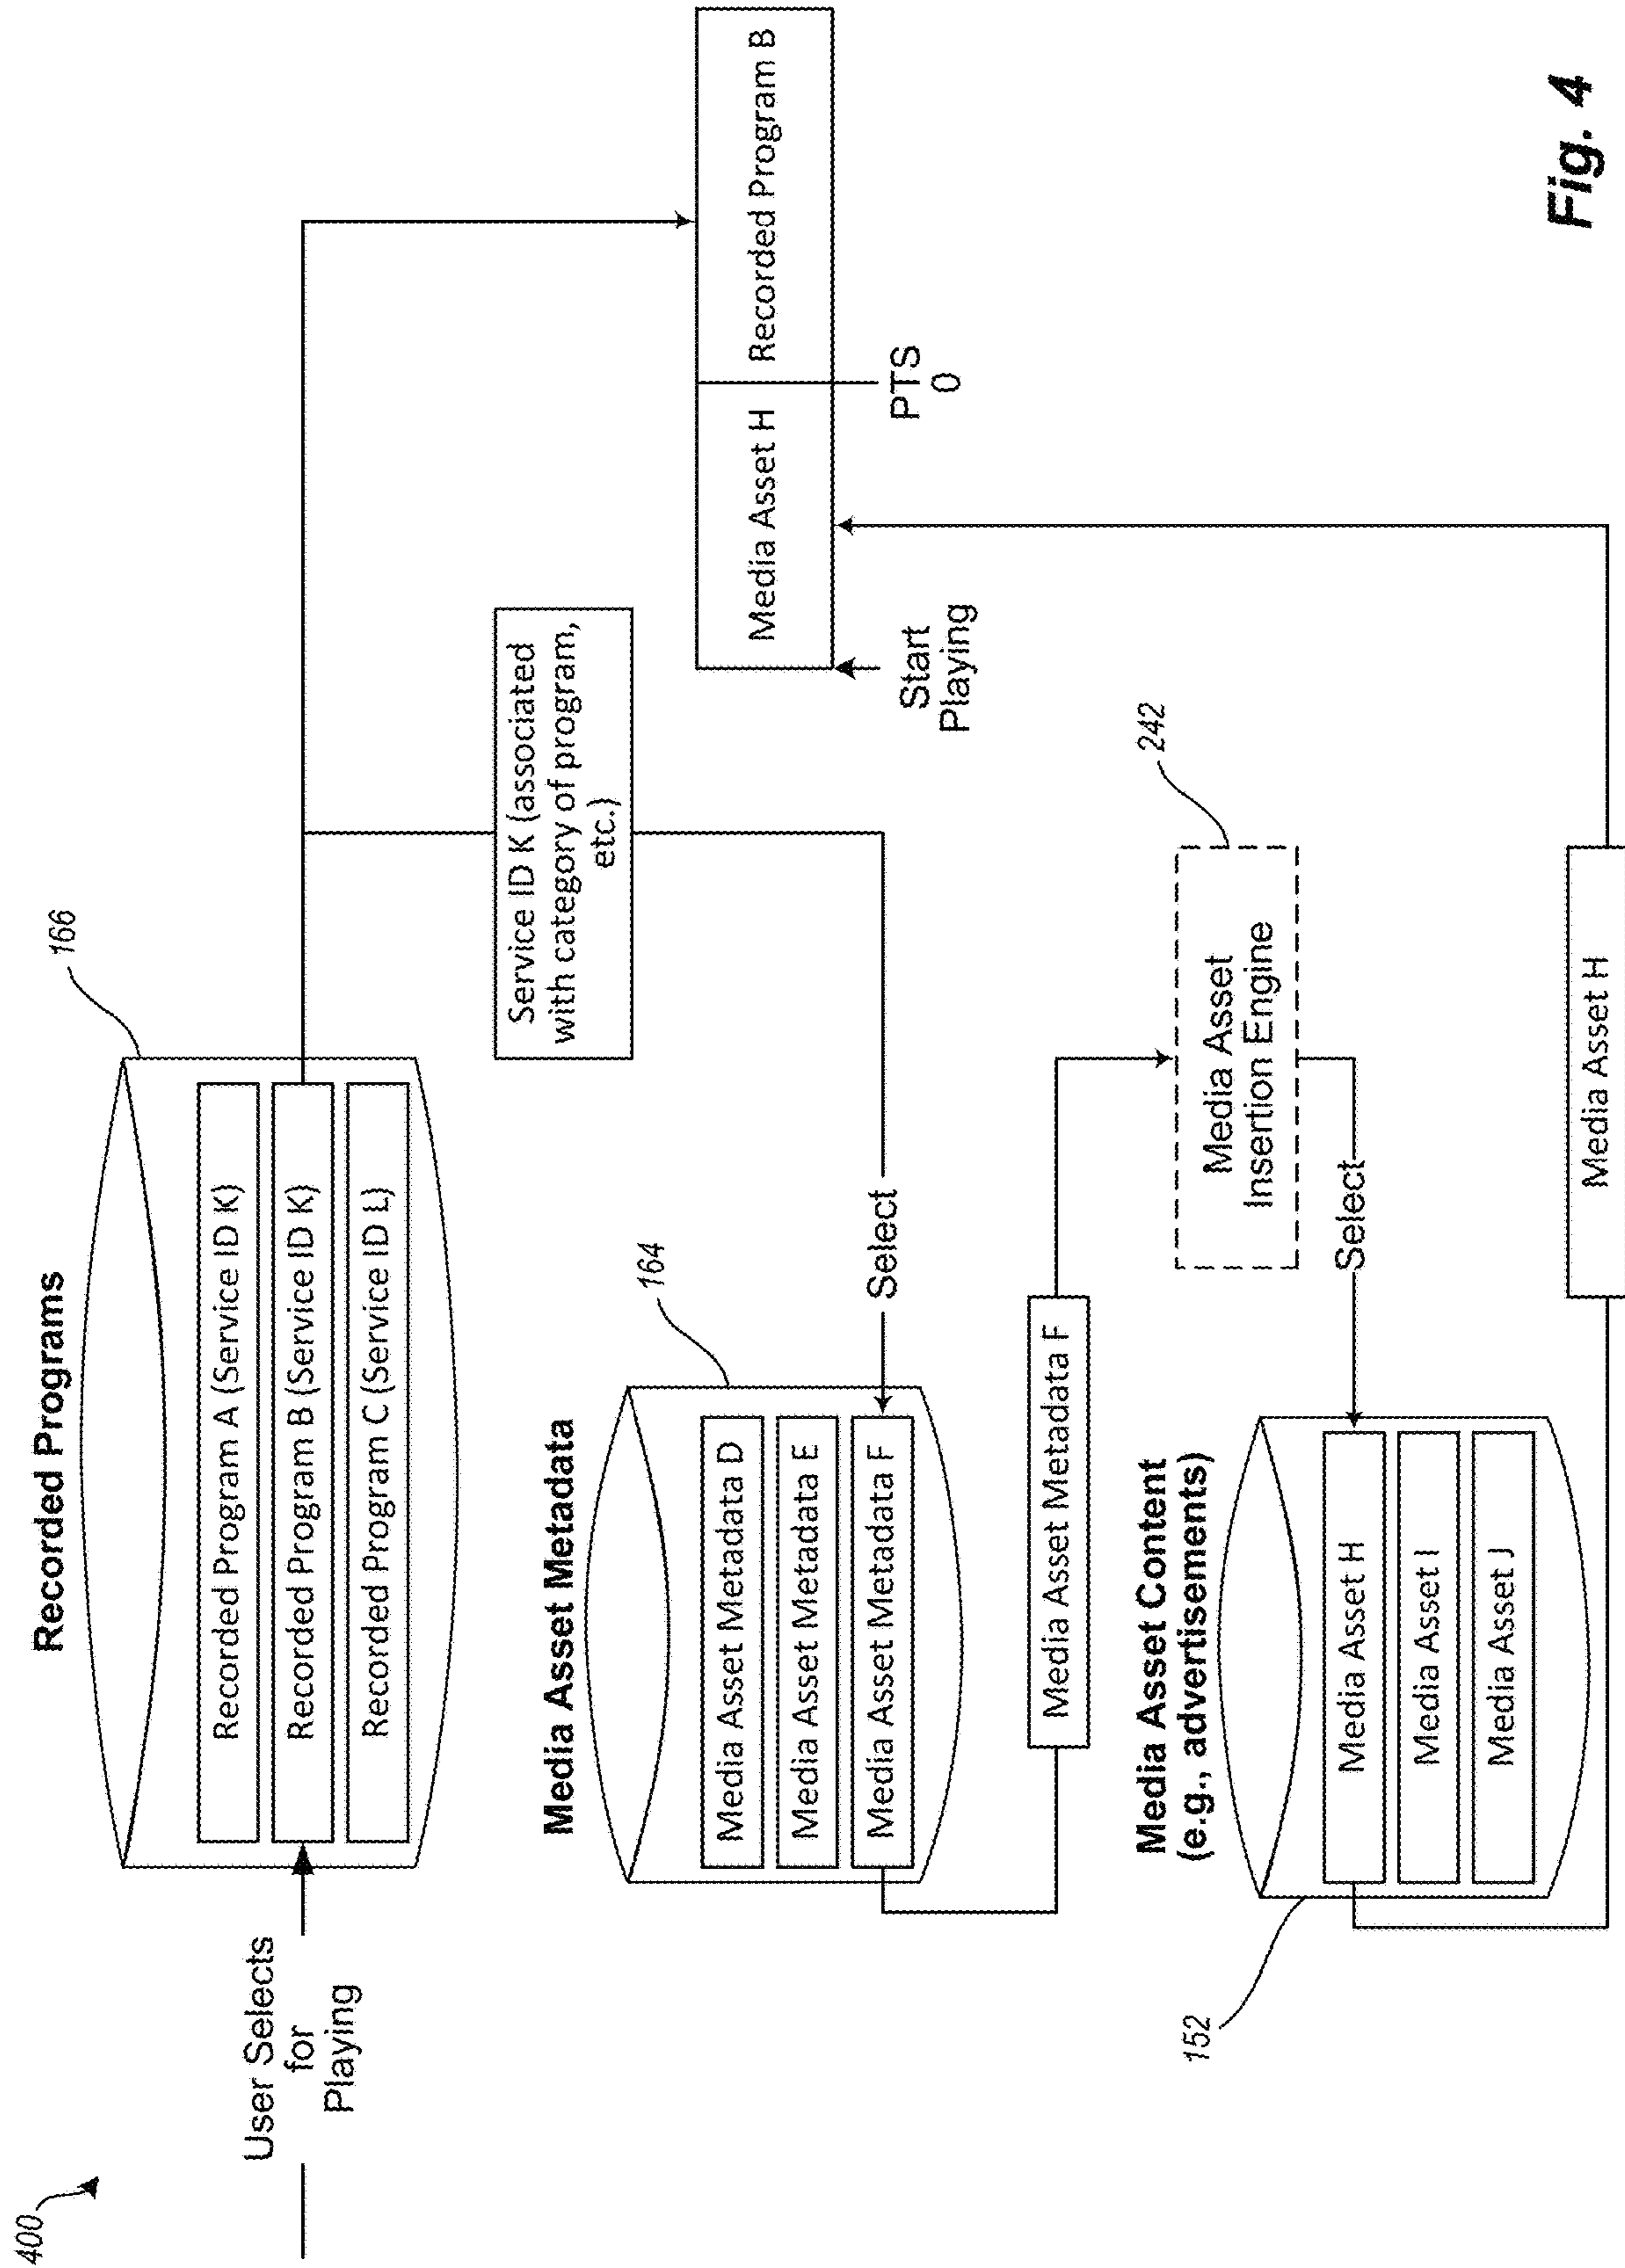 400
User Selects
for
Playing
Recorded Programs
166
Recorded Program A (Service ID K)
Recorded Program B (Service ID K)
Recorded Program C (Service ID L)
Service ID K (associated
with category of program,
etc.)
Media Asset H
Recorded Program B
Start
Playing
PTS
0
Media Asset Metadata
164
Media Asset Metadata D
Media Asset Metadata E
Media Asset Metadata F
Select
Media Asset Metadata F
242
Media Asset
Insertion Engine
Select
Media Asset Content
(e.g., advertisements)
152
Media Asset H
Media Asset I
Media Asset J
Media Asset H
Fig. 4